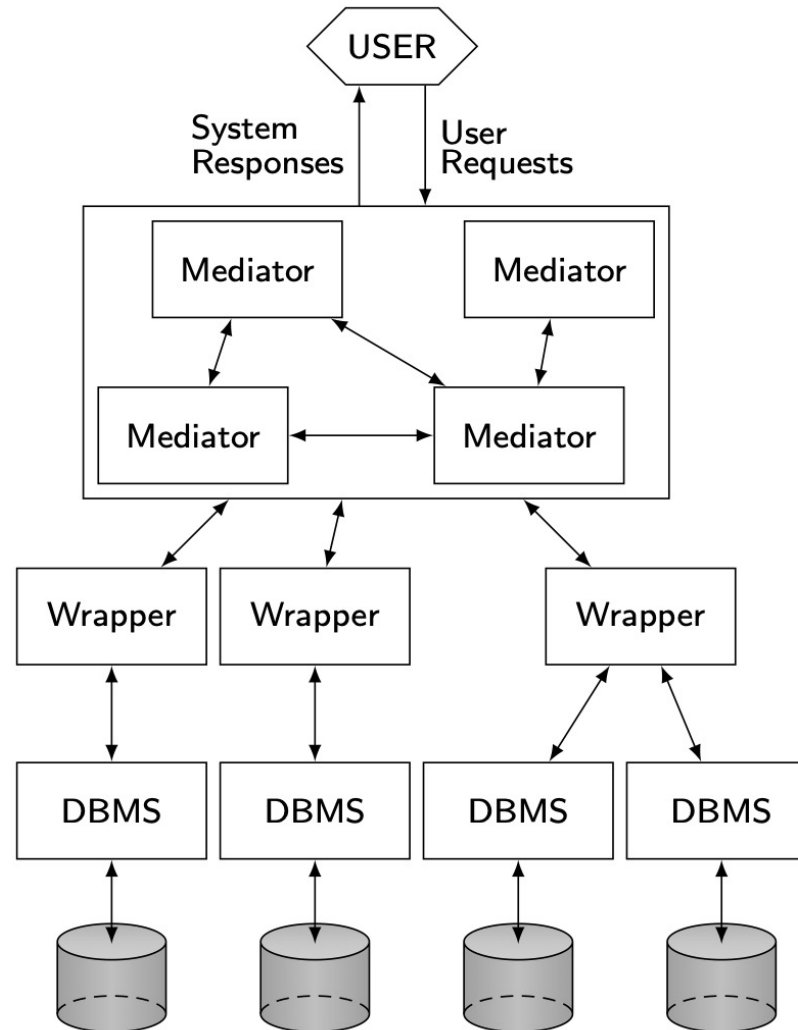 USER
System
Responses
User
Requests
Mediator
Mediator
Mediator
Mediator
Wrapper
Wrapper
Wrapper
DBMS
DBMS
DBMS
DBMS